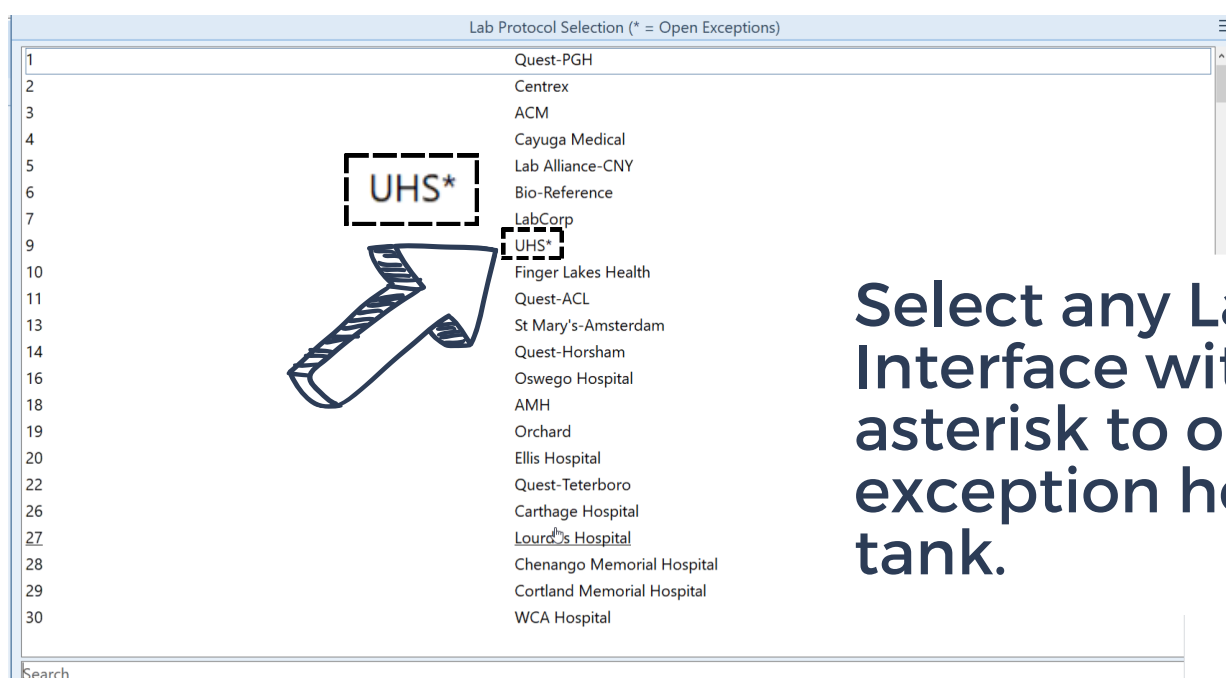 Lab Protocol Selection (* = Open Exceptions)
1 Quest-PGH
2 Centrex
3 ACM
4 Cayuga Medical
5 Lab Alliance-CNY
UHS*
6 Bio-Reference
7 LabCorp
9 UHS*
10 Finger Lakes Health
11 Quest-ACL
13 St Mary's-Amsterdam
14 Quest-Horsham
16 Oswego Hospital
18 AMH
19 Orchard
20 Ellis Hospital
22 Quest-Teterboro
26 Carthage Hospital
27 Lourdes Hospital
28 Chenango Memorial Hospital
29 Cortland Memorial Hospital
30 WCA Hospital
Search
Select any
Interface
asterisk to
exception
tank.